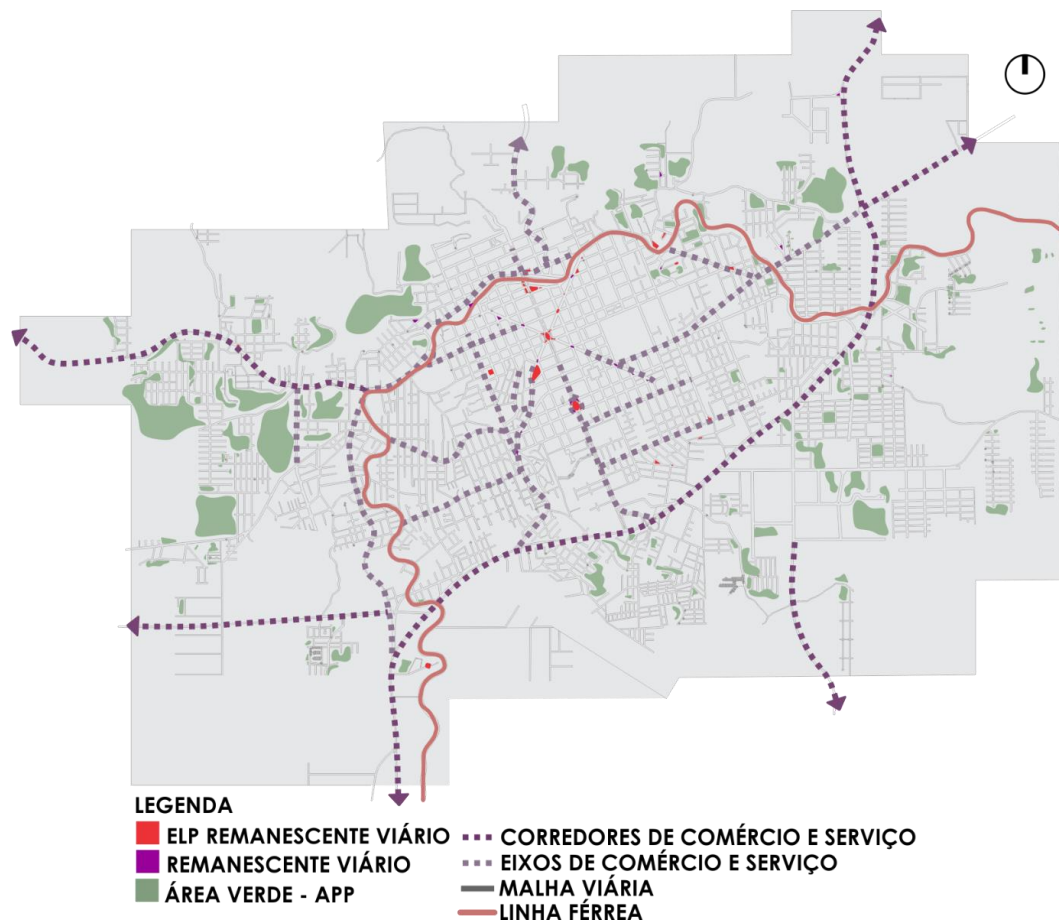 LEGENDA
ELP REMANESCENTE VIÁRIO
REMANESCENTE VIÁRIO
ÁREA VERDE - APP
CORREDORES DE COMÉRCIO E SERVIÇO
EIXOS DE COMÉRCIO E SERVIÇO
MALHA VIÁRIA
LINHA FÉRREA